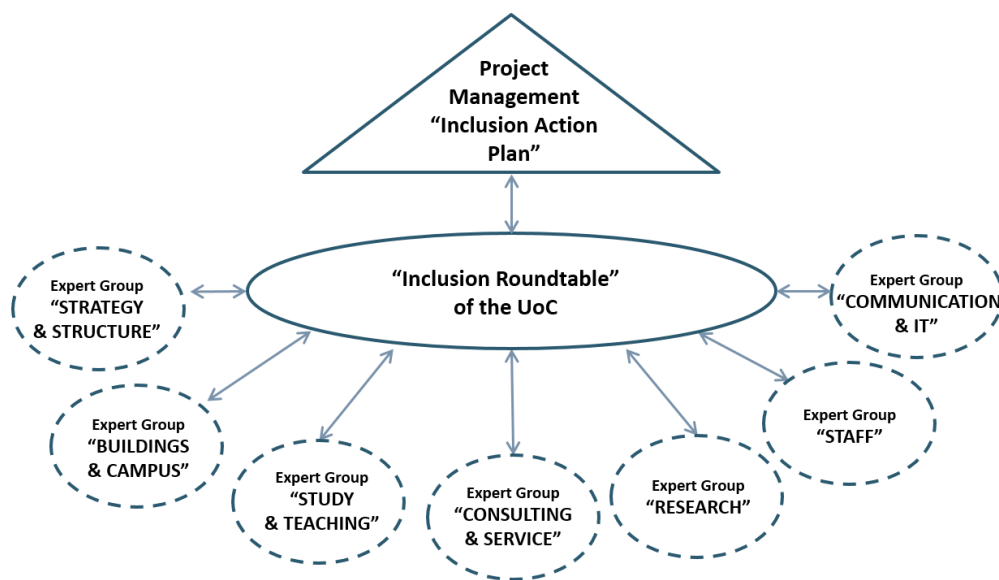 Project
Management
“Inclusion Action
Plan”
“Inclusion Roundtable”
of the UoC
Expert Group
“STRATEGY
& STRUCTURE”
Expert Group
“BUILDINGS
& CAMPUS”
Expert Group
“STUDY
& TEACHING”
Expert Group
“CONSULTING
& SERVICE”
Expert Group
“RESEARCH”
Expert Group
“STAFF”
Expert Group
“COMMUNICATION
& IT”